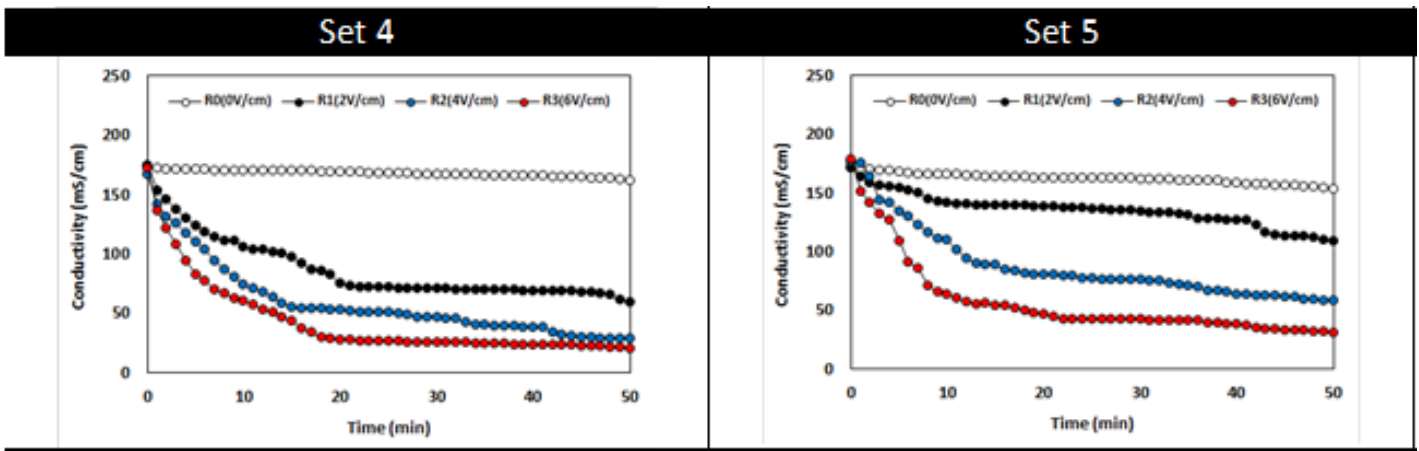 Set 4
Set 5
250
200
150
100
50
0
Conductivity (mS/cm)
R0(0V/cm) R1(2V/cm) R2(4V/cm) R3(6V/cm)
0 10 20 30 40 50
Time (min)
250
200
150
100
50
0
Conductivity (mS/cm)
R0(0V/cm) R1(2V/cm) R2(4V/cm) R3(6V/cm)
0 10 20 30 40 50
Time (min)